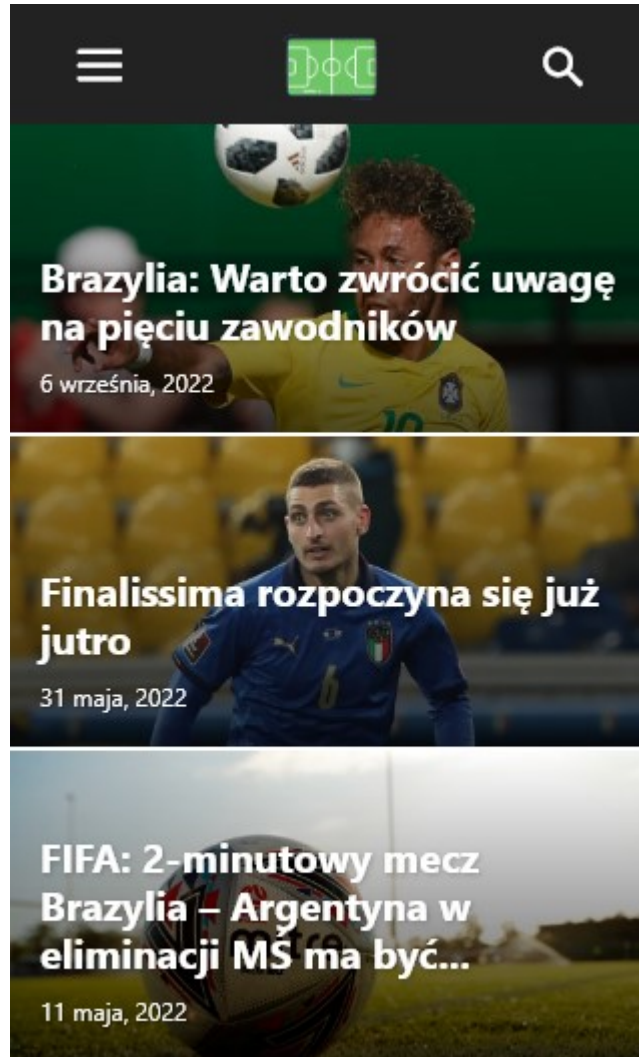 Brazylia: Warto zwrócić uwagę
na pięciu zawodników
6 września, 2022
Finalissima rozpoczyna się już
jutro
31 maja, 2022
FIFA: 2-minutowy mecz
Brazylia – Argentyna w
eliminacji MŚ ma być...
11 maja, 2022